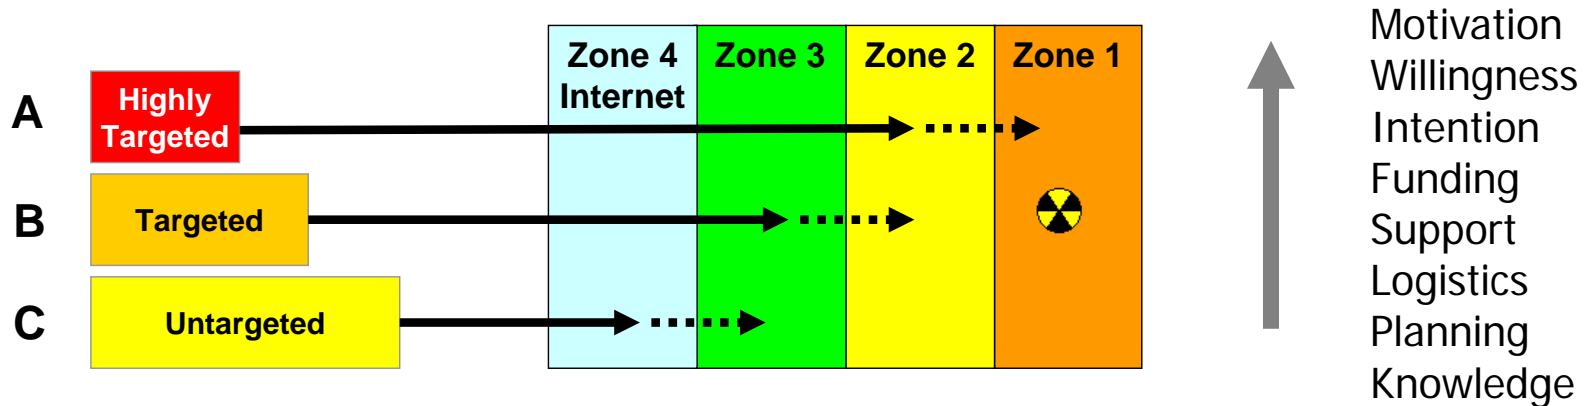 A
Highly
Targeted
B
Targeted
C
Untargeted
Zone 4
Internet
Zone 3
Zone 2
Zone 1
Motivation
Willingness
Intention
Funding
Support
Logistics
Planning
Knowledge